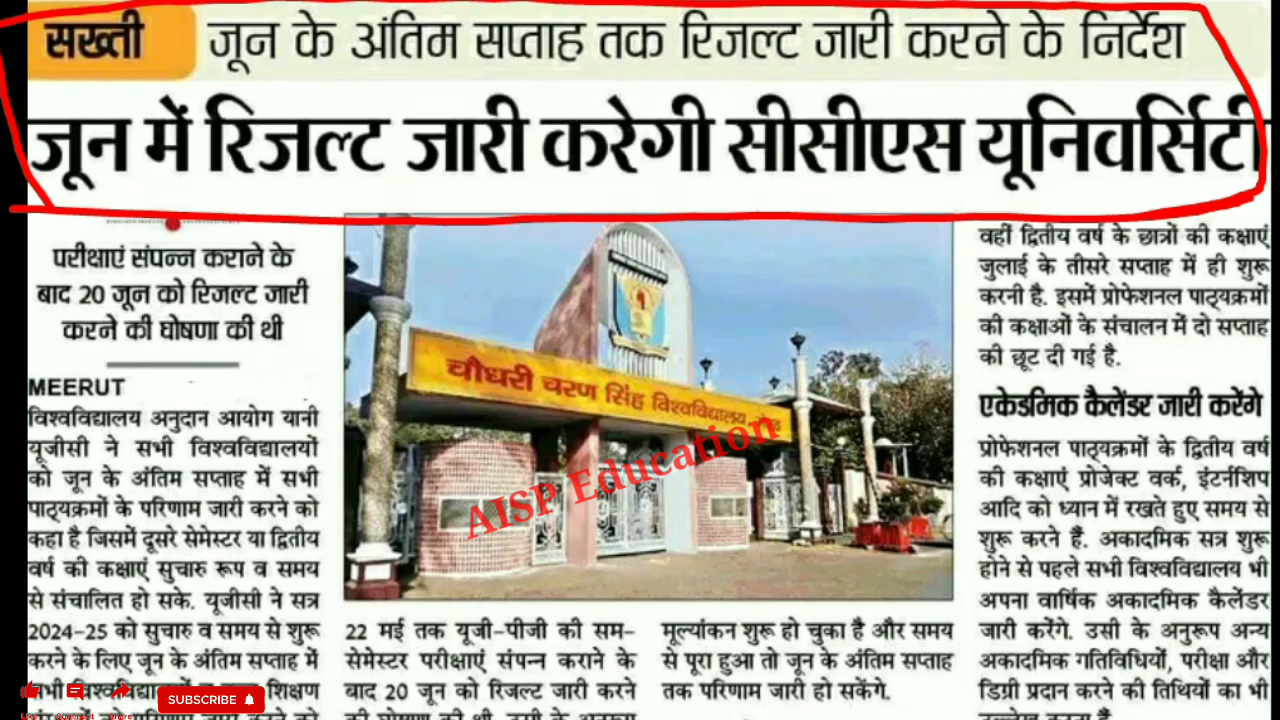 सख्ती
जून के अंतिम सप्ताह तक रिजल्ट जारी करने के निर्देश
जून में रिजल्ट जारी करेगी सीसीएस यूनिवर्सिटी
परीक्षाएं संपन्न कराने के
बाद 20 जून को रिजल्ट जारी
करने की घोषणा की थी
MEERUT
विश्वविद्यालय अनुदान आयोग यानी
यूजीसी ने सभी विश्वविद्यालयों
को जून के अंतिम सप्ताह में सभी
पाठ्यक्रमों के परिणाम जारी करने को
कहा है जिसमें दूसरे सेमेस्टर या द्वितीय
वर्ष की कक्षाएं सुचारु रूप व समय
से संचालित हो सके. यूजीसी ने सत्र
2024-25 को सुचारु व समय से शुरू
करने के लिए जून के अंतिम सप्ताह में
शिक्षण
चौधरी चरण सिंह विश्वविद्यालय
AISP Education
22 मई तक यूजी-पीजी की सम-
सेमेस्टर परीक्षाएं संपन्न कराने के
बाद 20 जून को रिजल्ट जारी करने
की घोषणा की थी. उसी के अनुरूप
मूल्यांकन शुरू हो चुका है और समय
से पूरा हुआ तो जून के अंतिम सप्ताह
तक परिणाम जारी हो सकेंगे.
वहीं द्वितीय वर्ष के छात्रों की कक्षाएं
जुलाई के तीसरे सप्ताह में ही शुरू
करनी है. इसमें प्रोफेशनल पाठ्यक्रमों
की कक्षाओं के संचालन में दो सप्ताह
की छूट दी गई है.
एकेडमिक कैलेंडर जारी करेंगे
प्रोफेशनल पाठ्यक्रमों के द्वितीय वर्ष
की कक्षाएं प्रोजेक्ट वर्क, इंटर्नशिप
आदि को ध्यान में रखते हुए समय से
शुरू करने हैं. अकादमिक सत्र शुरू
होने से पहले सभी विश्वविद्यालय भी
अपना वार्षिक अकादमिक कैलेंडर
जारी करेंगे. उसी के अनुरूप अन्य
अकादमिक गतिविधियों, परीक्षा और
डिग्री प्रदान करने की तिथियों का भी
SUBSCRIBE